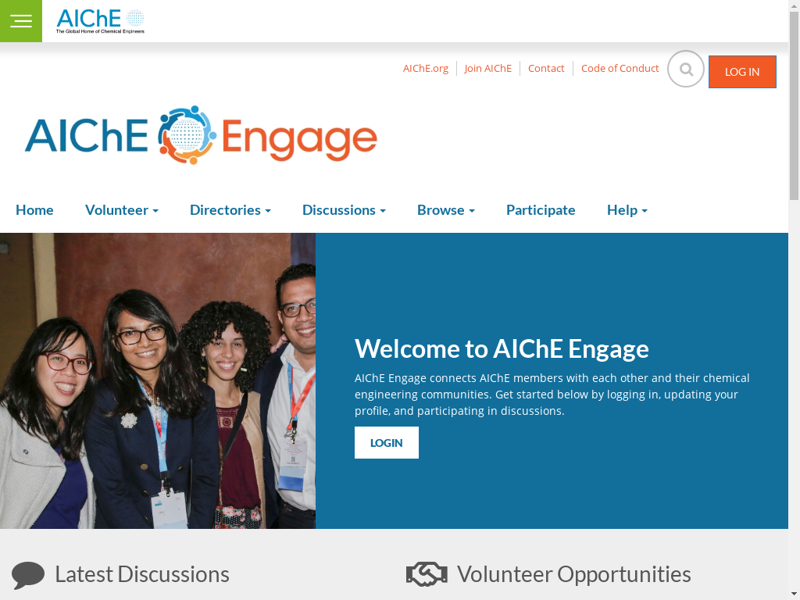 AIChE
The Global Home of Chemical Engineers
AIChE.org
Join AIChE
Contact
Code of Conduct
LOG IN
AIChE Engage
Home
Volunteer
Directories
Discussions
Browse
Participate
Help
Welcome to AIChE Engage
AIChE Engage connects AIChE members with each other and their chemical
engineering communities. Get started below by logging in, updating your
profile, and participating in discussions.
LOGIN
Latest Discussions
Volunteer Opportunities